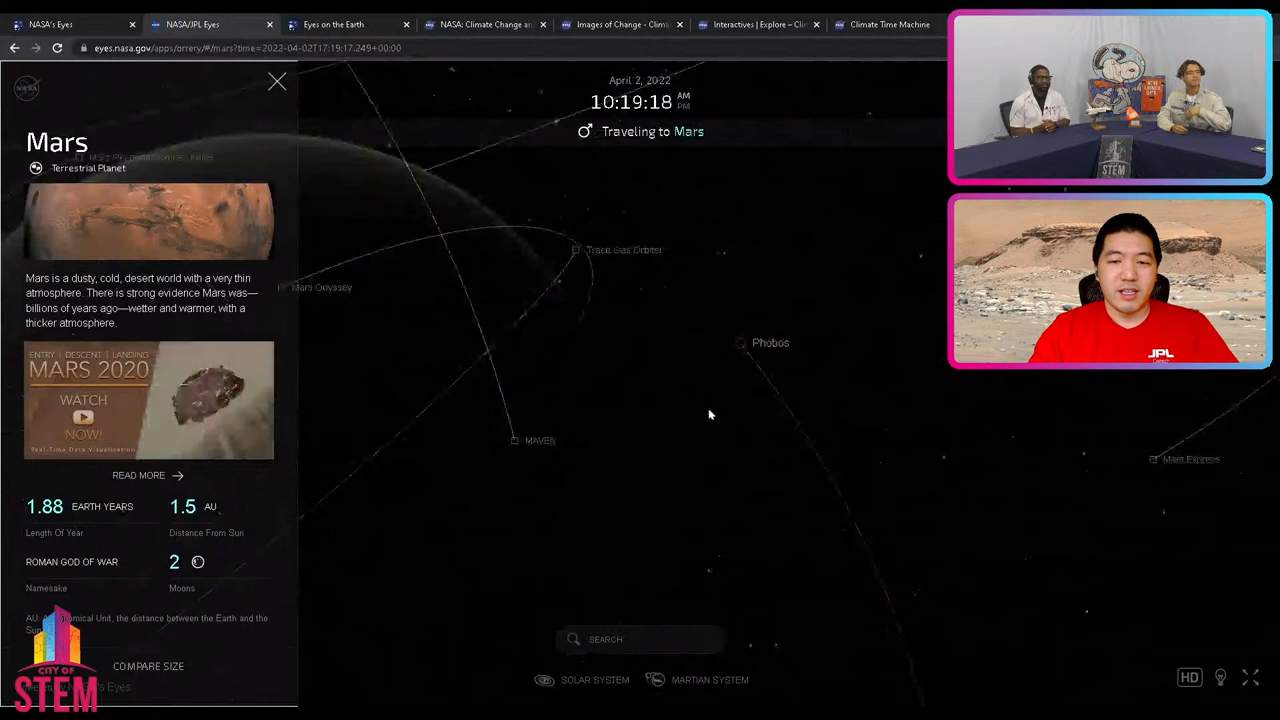 NASA's Eyes
NASA/JPL Eyes
Eyes on the Earth
NASA: Climate Change an
Images of Change - Clima
Interactives | Explore – Clim
Climate Time Machine
eyes.nasa.gov/apps/orrery/#/mars?time=2022-04-02T17:19:17.249+00:00
April 2, 2022
10:19:18 AM
PM
Traveling to Mars
Mars
Terrestrial Planet
Mars is a dusty, cold, desert world with a very thin
atmosphere. There is strong evidence Mars was—
billions of years ago—wetter and warmer, with a
thicker atmosphere.
ENTRY | DESCENT | LANDING
MARS 2020
WATCH
NOW!
Real-Time Data Visualization
READ MORE
1.88 EARTH YEARS
Length Of Year
1.5 AU
Distance From Sun
ROMAN GOD OF WAR
Namesake
2
Moons
COMPARE SIZE
CITY OF
STEM
Trace Gas Orbiter
Mars Odyssey
Phobos
MAVEN
Mars Express
SEARCH
SOLAR SYSTEM
MARTIAN SYSTEM
HD
STEM
JPL